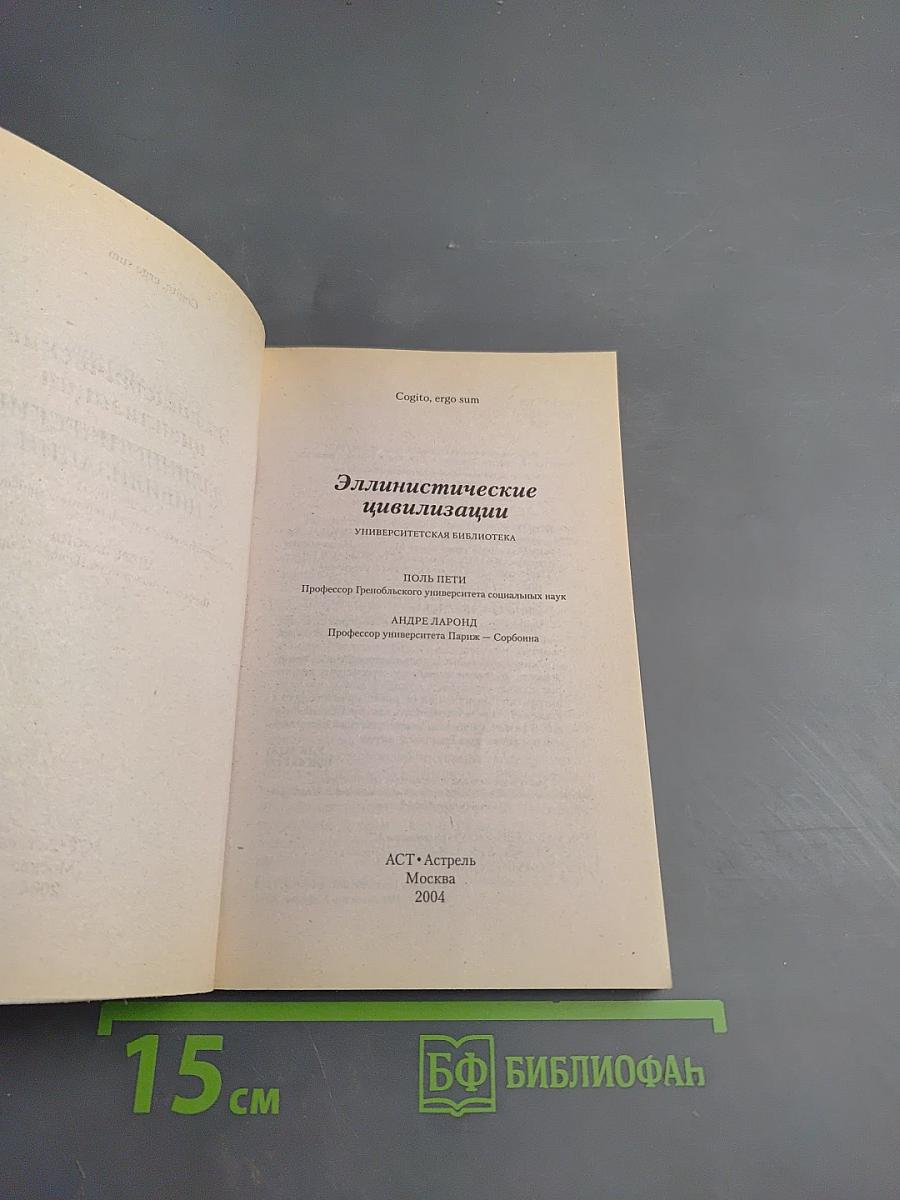 Cogito, ergo sum
Эллинистические
цивилизации
УНИВЕРСИТЕТСКАЯ БИБЛИОТЕКА
ПОЛЬ ПЕТИ
Профессор Гренобльского университета социальных наук
АНДРЕ ЛАРОНД
Профессор университета Париж — Сорбонна
АСТ • Астрель
Москва
2004
15 см
БФ БИБЛИОФАЪ